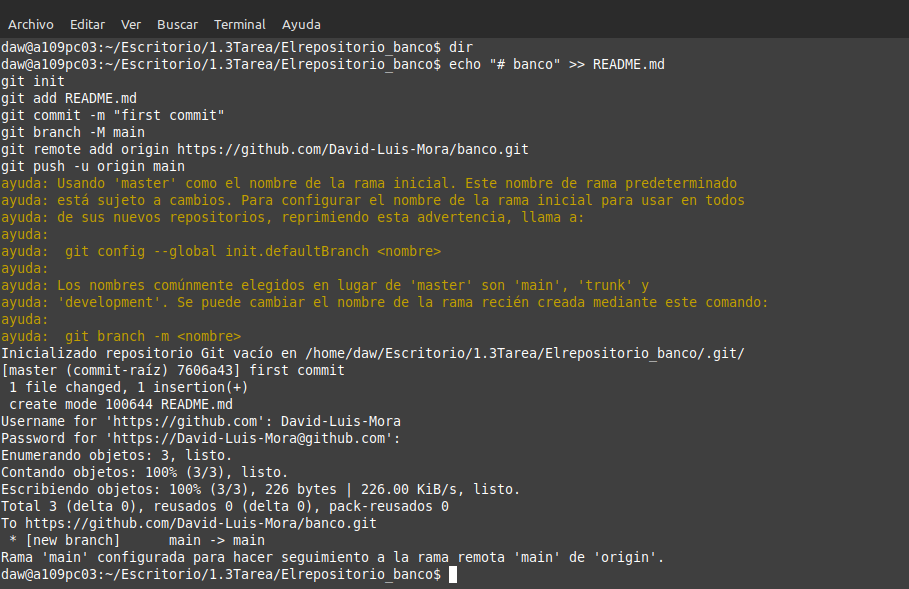 Archivo Editar Ver Buscar Terminal Ayuda
daw@a109pc03:~/Escritorio/1.3Tarea/Elrepositorio_banco$ dir
daw@a109pc03:~/Escritorio/1.3Tarea/Elrepositorio_banco$ echo "# banco" >> README.md
git init
git add README.md
git commit -m "first commit"
git branch -M main
git remote add origin https://github.com/David-Luis-Mora/banco.git
git push -u origin main
ayuda: Usando 'master' como el nombre de la rama inicial. Este nombre de rama predeterminado
ayuda: está sujeto a cambios. Para configurar el nombre de la rama inicial para usar en todos
ayuda: de sus nuevos repositorios, reprimiendo esta advertencia, llama a:
ayuda:
ayuda:  git config --global init.defaultBranch <nombre>
ayuda:
ayuda: Los nombres comúnmente elegidos en lugar de 'master' son 'main', 'trunk' y
ayuda: 'development'. Se puede cambiar el nombre de la rama recién creada mediante este comando:
ayuda:
ayuda:  git branch -m <nombre>
Inicializado repositorio Git vacío en /home/daw/Escritorio/1.3Tarea/Elrepositorio_banco/.git/
[master (commit-raíz) 7606a43] first commit
 1 file changed, 1 insertion(+)
 create mode 100644 README.md
Username for 'https://github.com': David-Luis-Mora
Password for 'https://David-Luis-Mora@github.com':
Enumerando objetos: 3, listo.
Contando objetos: 100% (3/3), listo.
Escribiendo objetos: 100% (3/3), 226 bytes | 226.00 KiB/s, listo.
Total 3 (delta 0), reusados 0 (delta 0), pack-reusados 0
To https://github.com/David-Luis-Mora/banco.git
 * [new branch]      main -> main
Rama 'main' configurada para hacer seguimiento a la rama remota 'main' de 'origin'.
daw@a109pc03:~/Escritorio/1.3Tarea/Elrepositorio_banco$